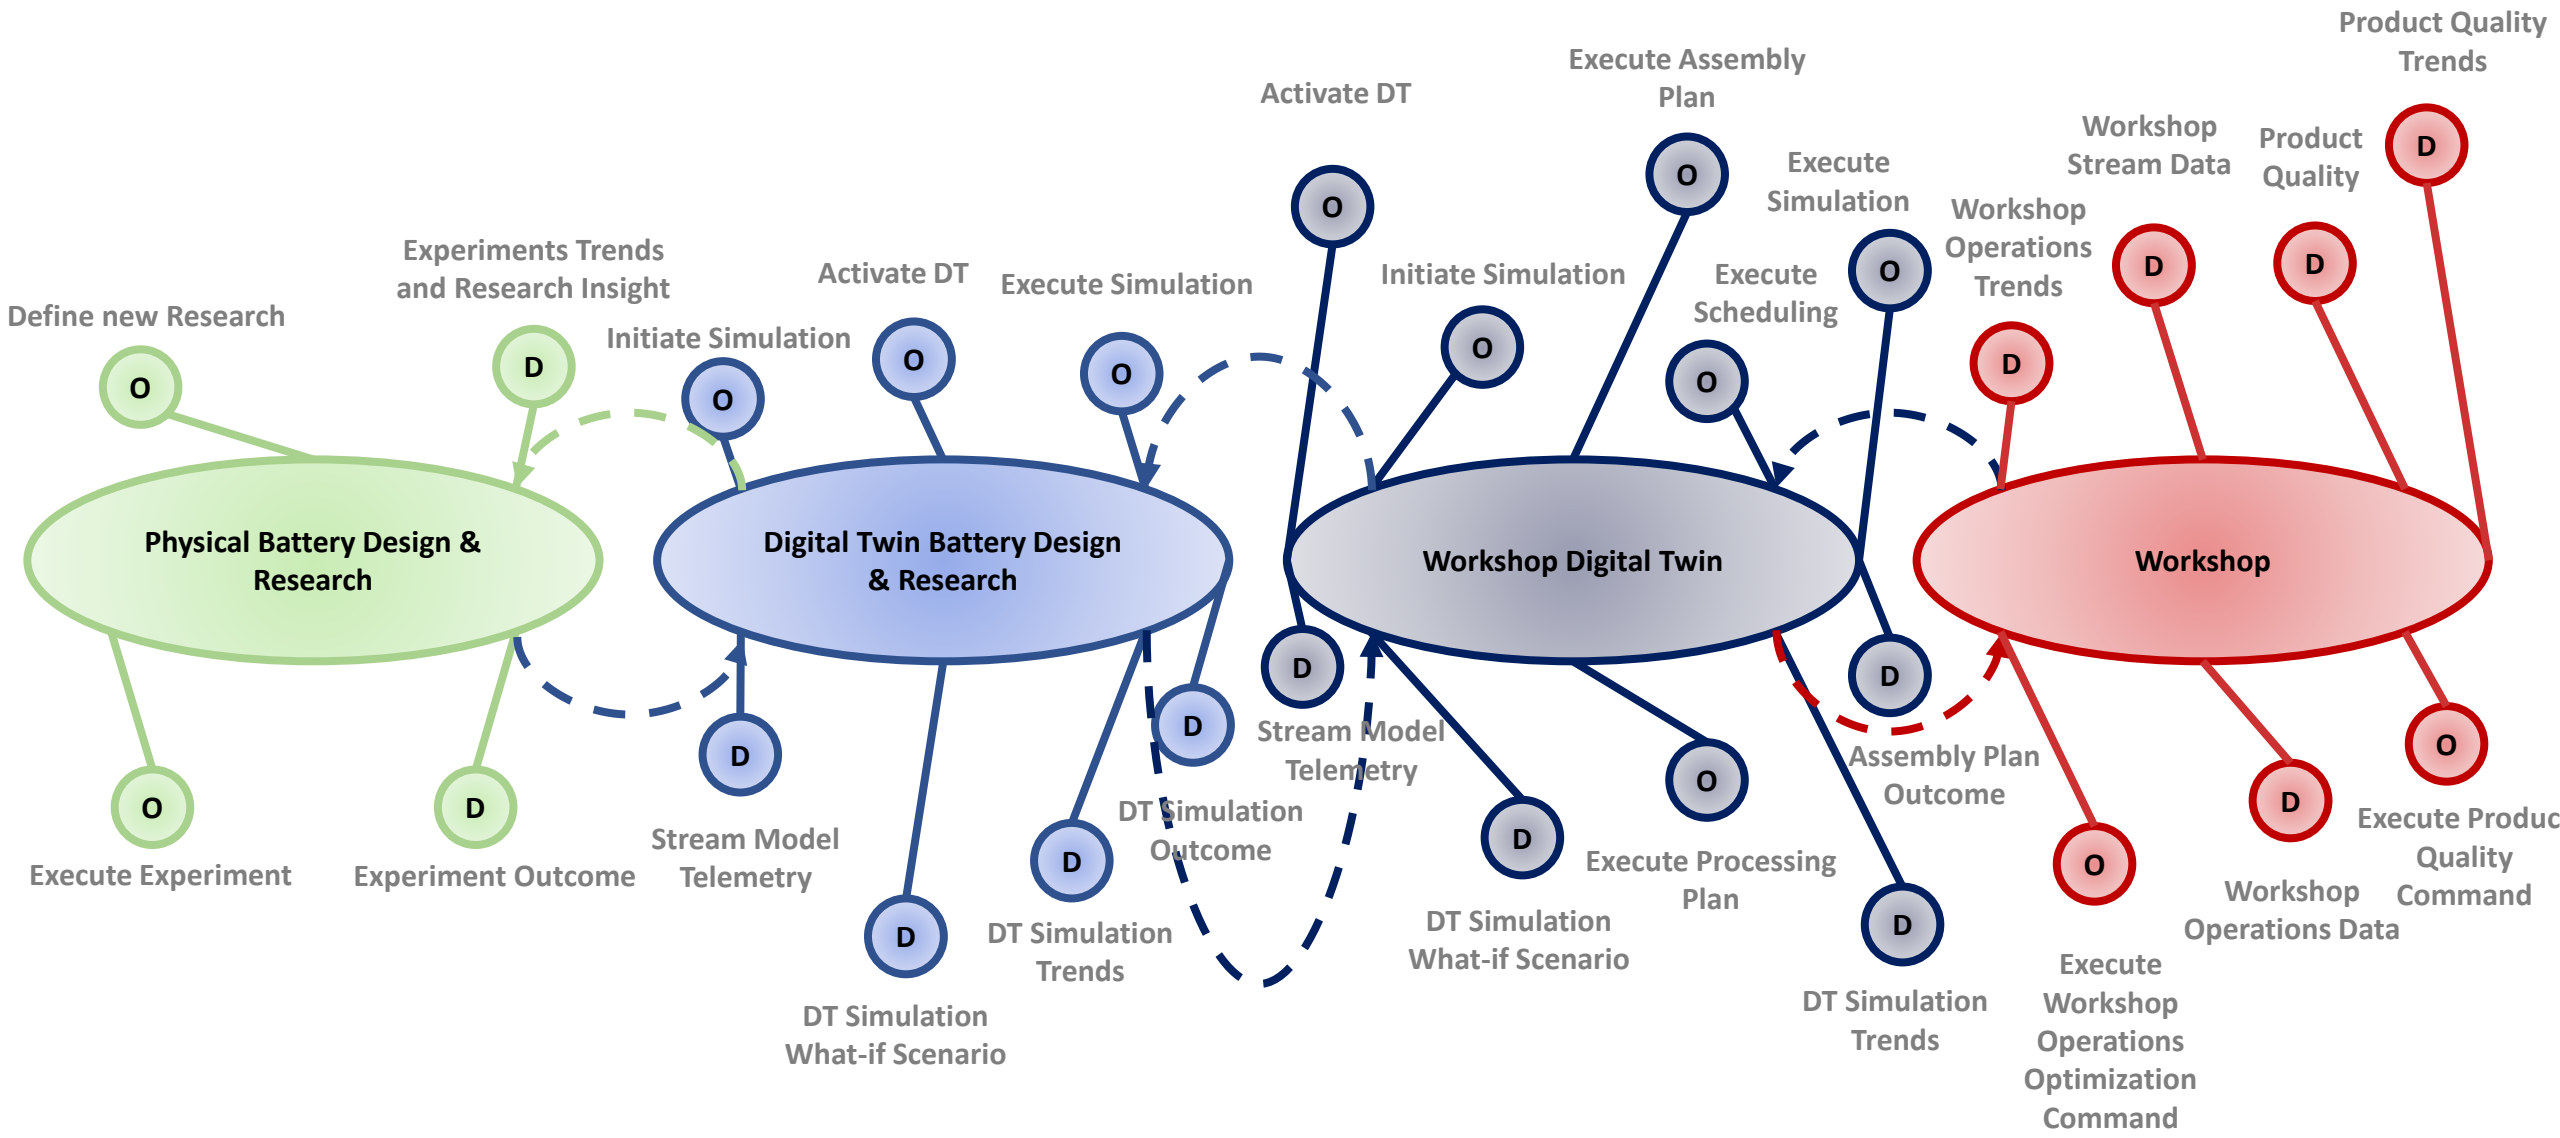 Product Quality
Trends
Execute Assembly
Plan
Activate DT
Workshop
Stream Data
Product
Quality
D
Execute
Simulation
O
O
Workshop
Operations
Trends
Experiments Trends
and Research Insight
Activate DT
Execute Simulation
Initiate Simulation
Execute
Scheduling
O
D
D
Define new Research
Initiate Simulation
O
D
O
O
O
O
O
O
D
Physical Battery Design &
Research
Digital Twin Battery Design
& Research
Workshop Digital Twin
Workshop
D
D
D
Stream Model
Telemetry
D
O
D
O
Assembly Plan
Outcome
O
D
DT Simulation
Outcome
D
D
O
D
Execute Produc
Quality
Command
Stream Model
Telemetry
Execute Experiment
Experiment Outcome
Execute Processing
Plan
Workshop
Operations Data
D
DT Simulation
Trends
DT Simulation
What-if Scenario
D
DT Simulation
What-if Scenario
DT Simulation
Trends
Execute
Workshop
Operations
Optimization
Command